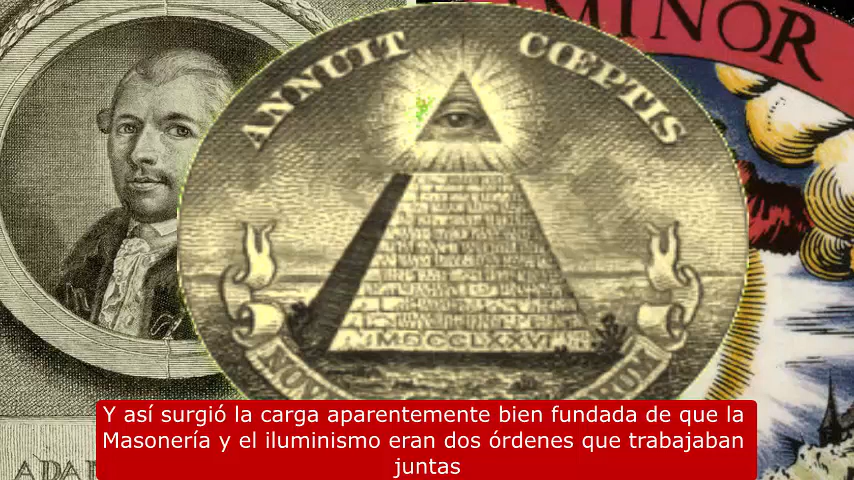 ANNUIT CŒPTIS
MINOR
MDCCLXXVI
Y así surgió la carga aparentemente bien fundada de que la
Masonería y el iluminismo eran dos órdenes que trabajaban
juntas